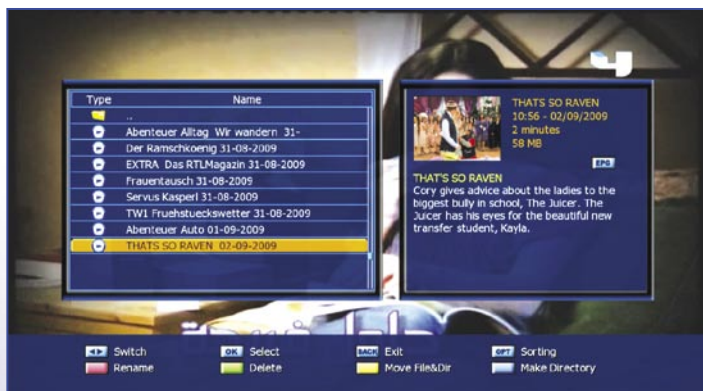 Type Name
..
Abenteuer Alltag Wir wandern 31-
Der Ramschkoenig 31-08-2009
EXTRA Das RTLMagazin 31-08-2009
Frauentausch 31-08-2009
Servus Kasperl 31-08-2009
TW1 Fruehstueckswetter 31-08-2009
Abenteuer Auto 01-09-2009
THATS SO RAVEN 02-09-2009
THATS SO RAVEN
10:56 - 02/09/2009
2 minutes
58 MB
EPG
THAT'S SO RAVEN
Cory gives advice about the ladies to the
biggest bully in school, The Juicer. The
Juicer has his eyes for the beautiful new
transfer student, Kayla.
Switch OK Select BACK Exit OPT Sorting
Rename Delete Move File&Dir Make Directory